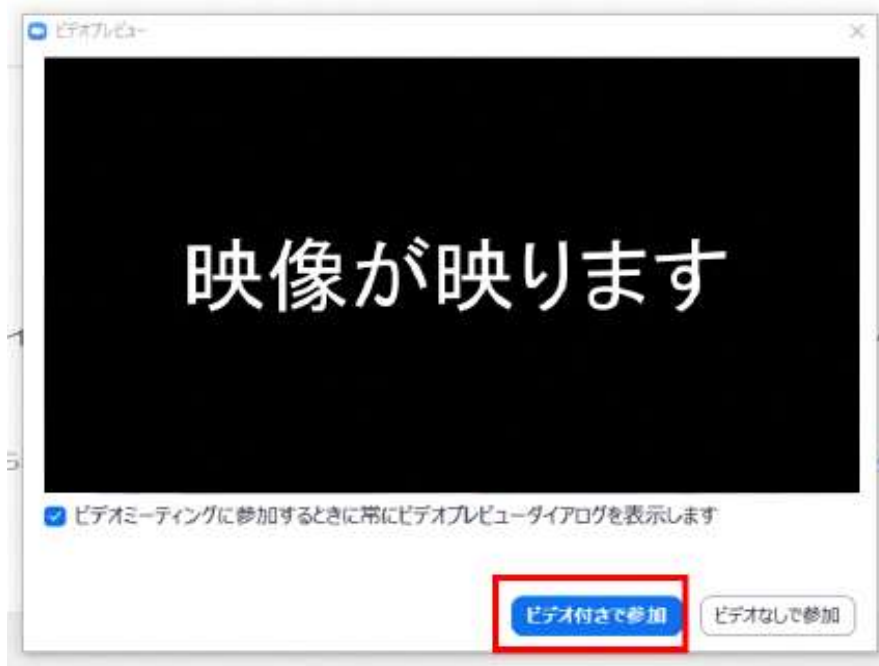 ビデオプレビュー
映像が映ります
ビデオミーティングに参加するときに常にビデオプレビューダイアログを表示します
ビデオ付きで参加
ビデオなしで参加